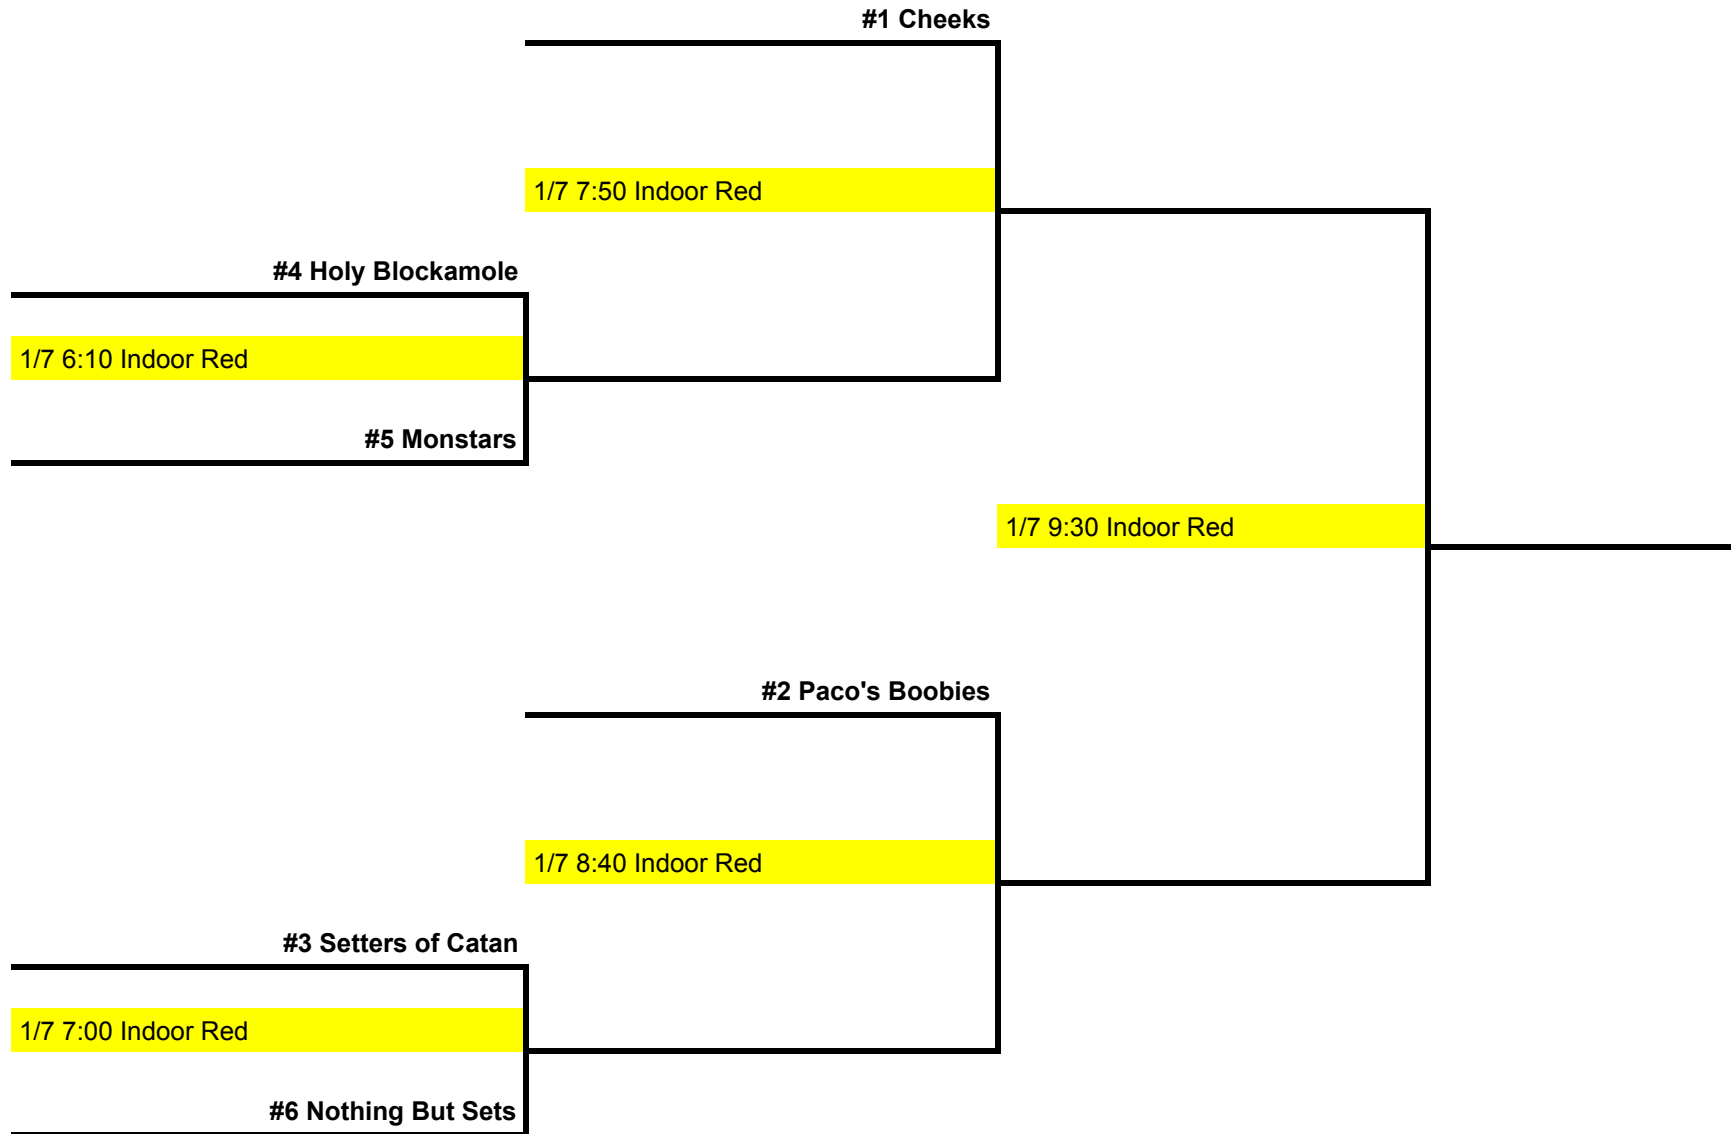 #1 Cheeks
1/7 7:50 Indoor Red
#4 Holy Blockamole
1/7 6:10 Indoor Red
#5 Monstars
1/7 9:30 Indoor Red
#2 Paco's Boobies
1/7 8:40 Indoor Red
#3 Setters of Catan
1/7 7:00 Indoor Red
#6 Nothing But Sets